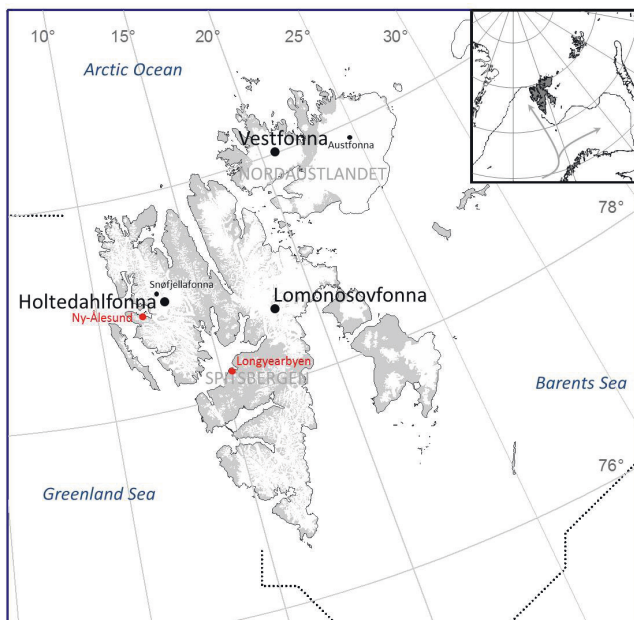 10°
15°
20°
25°
30°
Arctic Ocean
Vestfonna
Austfonna
NORDAUSTLANDET
78°
Snøfjellafonna
Holtedahlfonna
Lomonosovfonna
Ny-Ålesund
Longyearbyen
SPITSBERGEN
Barents Sea
76°
Greenland Sea